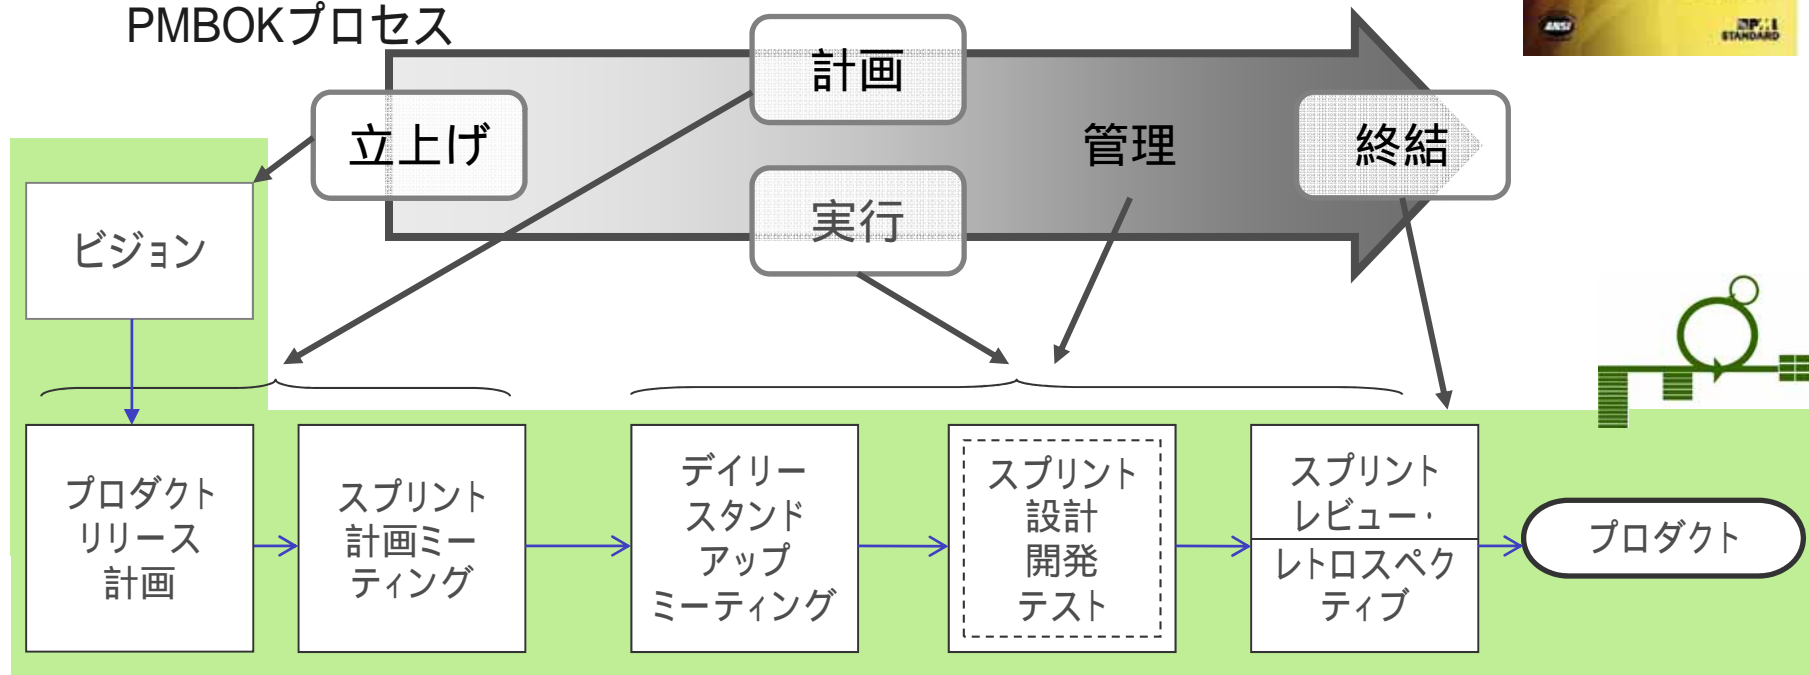 PMBOKプロセス
ANSI
STANDARD
計画
立上げ
管理
終結
実行
ビジョン
プロダクト
リリース
計画
スプリント
計画ミー
ティング
デイリー
スタンド
アップ
ミーティング
スプリント
設計
開発
テスト
スプリント
レビュー・
レトロスペク
ティブ
プロダクト